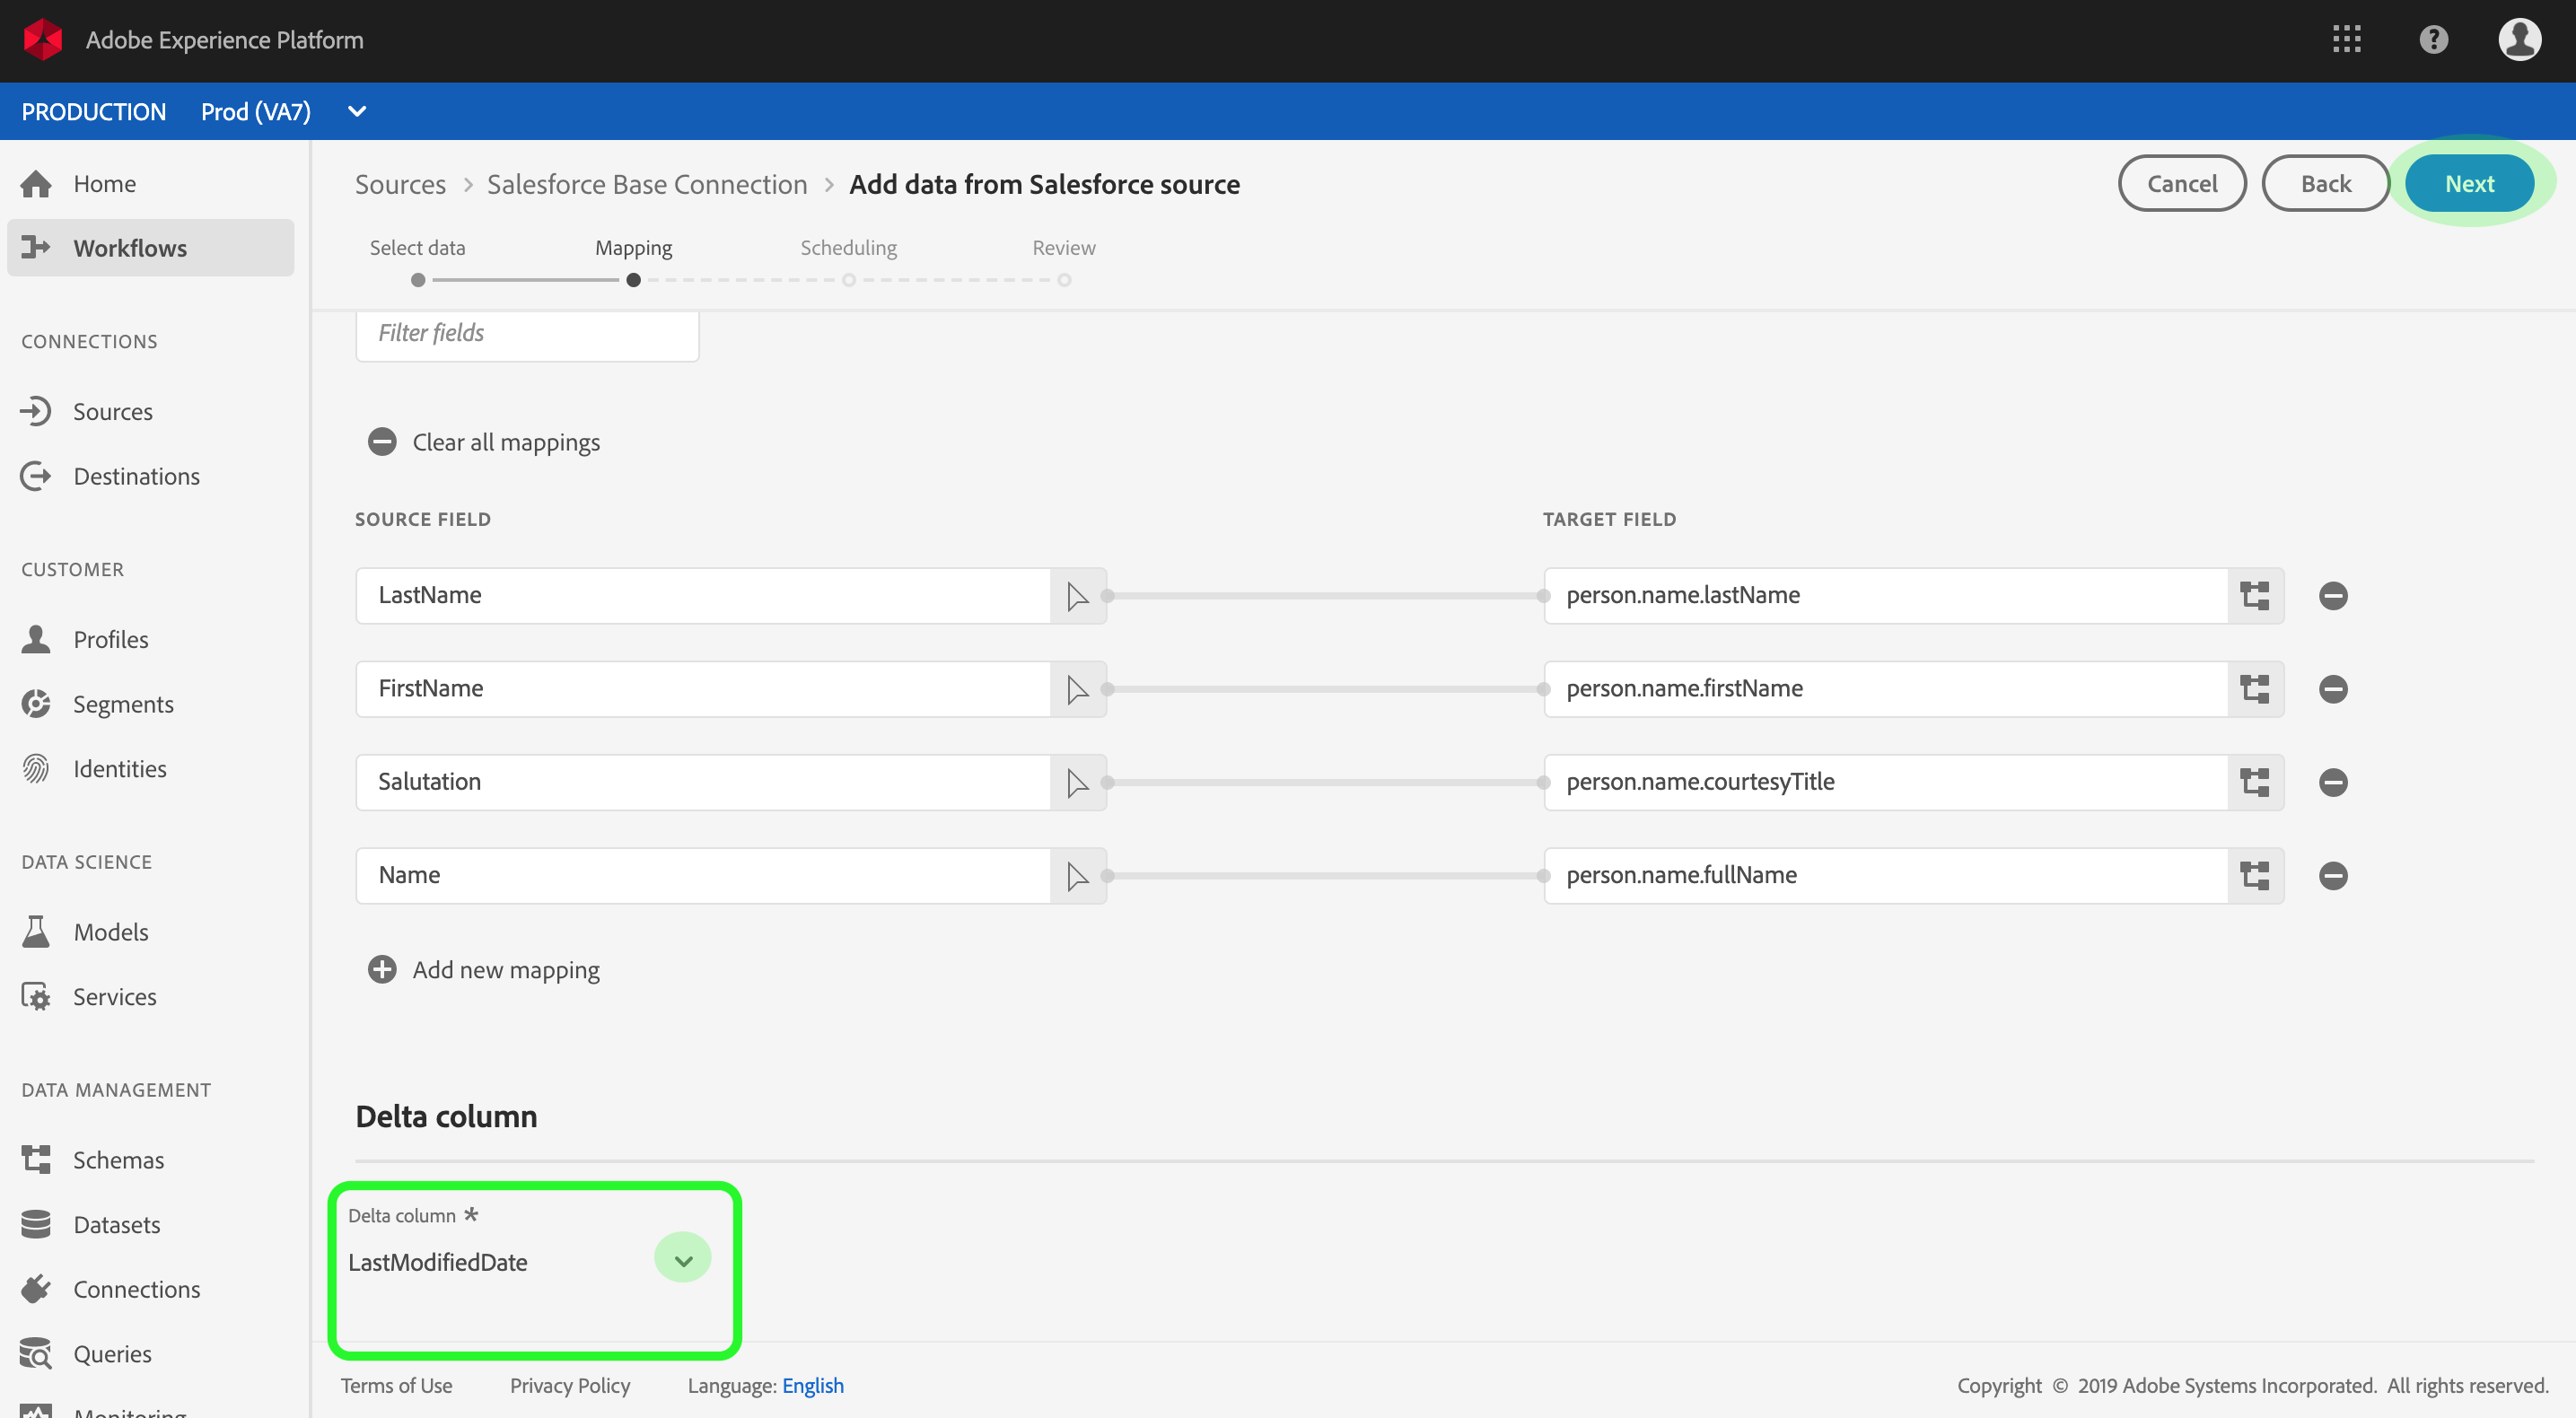 Adobe Experience Platform
?
PRODUCTION Prod (VA7)
Home
Workflows
CONNECTIONS
Sources
Destinations
CUSTOMER
Profiles
Segments
Identities
DATA SCIENCE
Models
Services
DATA MANAGEMENT
Schemas
Datasets
Connections
Queries
Monitoring
Sources > Salesforce Base Connection > Add data from Salesforce source
Cancel Back Next
Select data Mapping Scheduling Review
Filter fields
Clear all mappings
SOURCE FIELD TARGET FIELD
LastName person.name.lastName
FirstName person.name.firstName
Salutation person.name.courtesyTitle
Name person.name.fullName
Add new mapping
Delta column
Delta column *
LastModifiedDate
Terms of Use Privacy Policy Language: English Copyright © 2019 Adobe Systems Incorporated. All rights reserved.